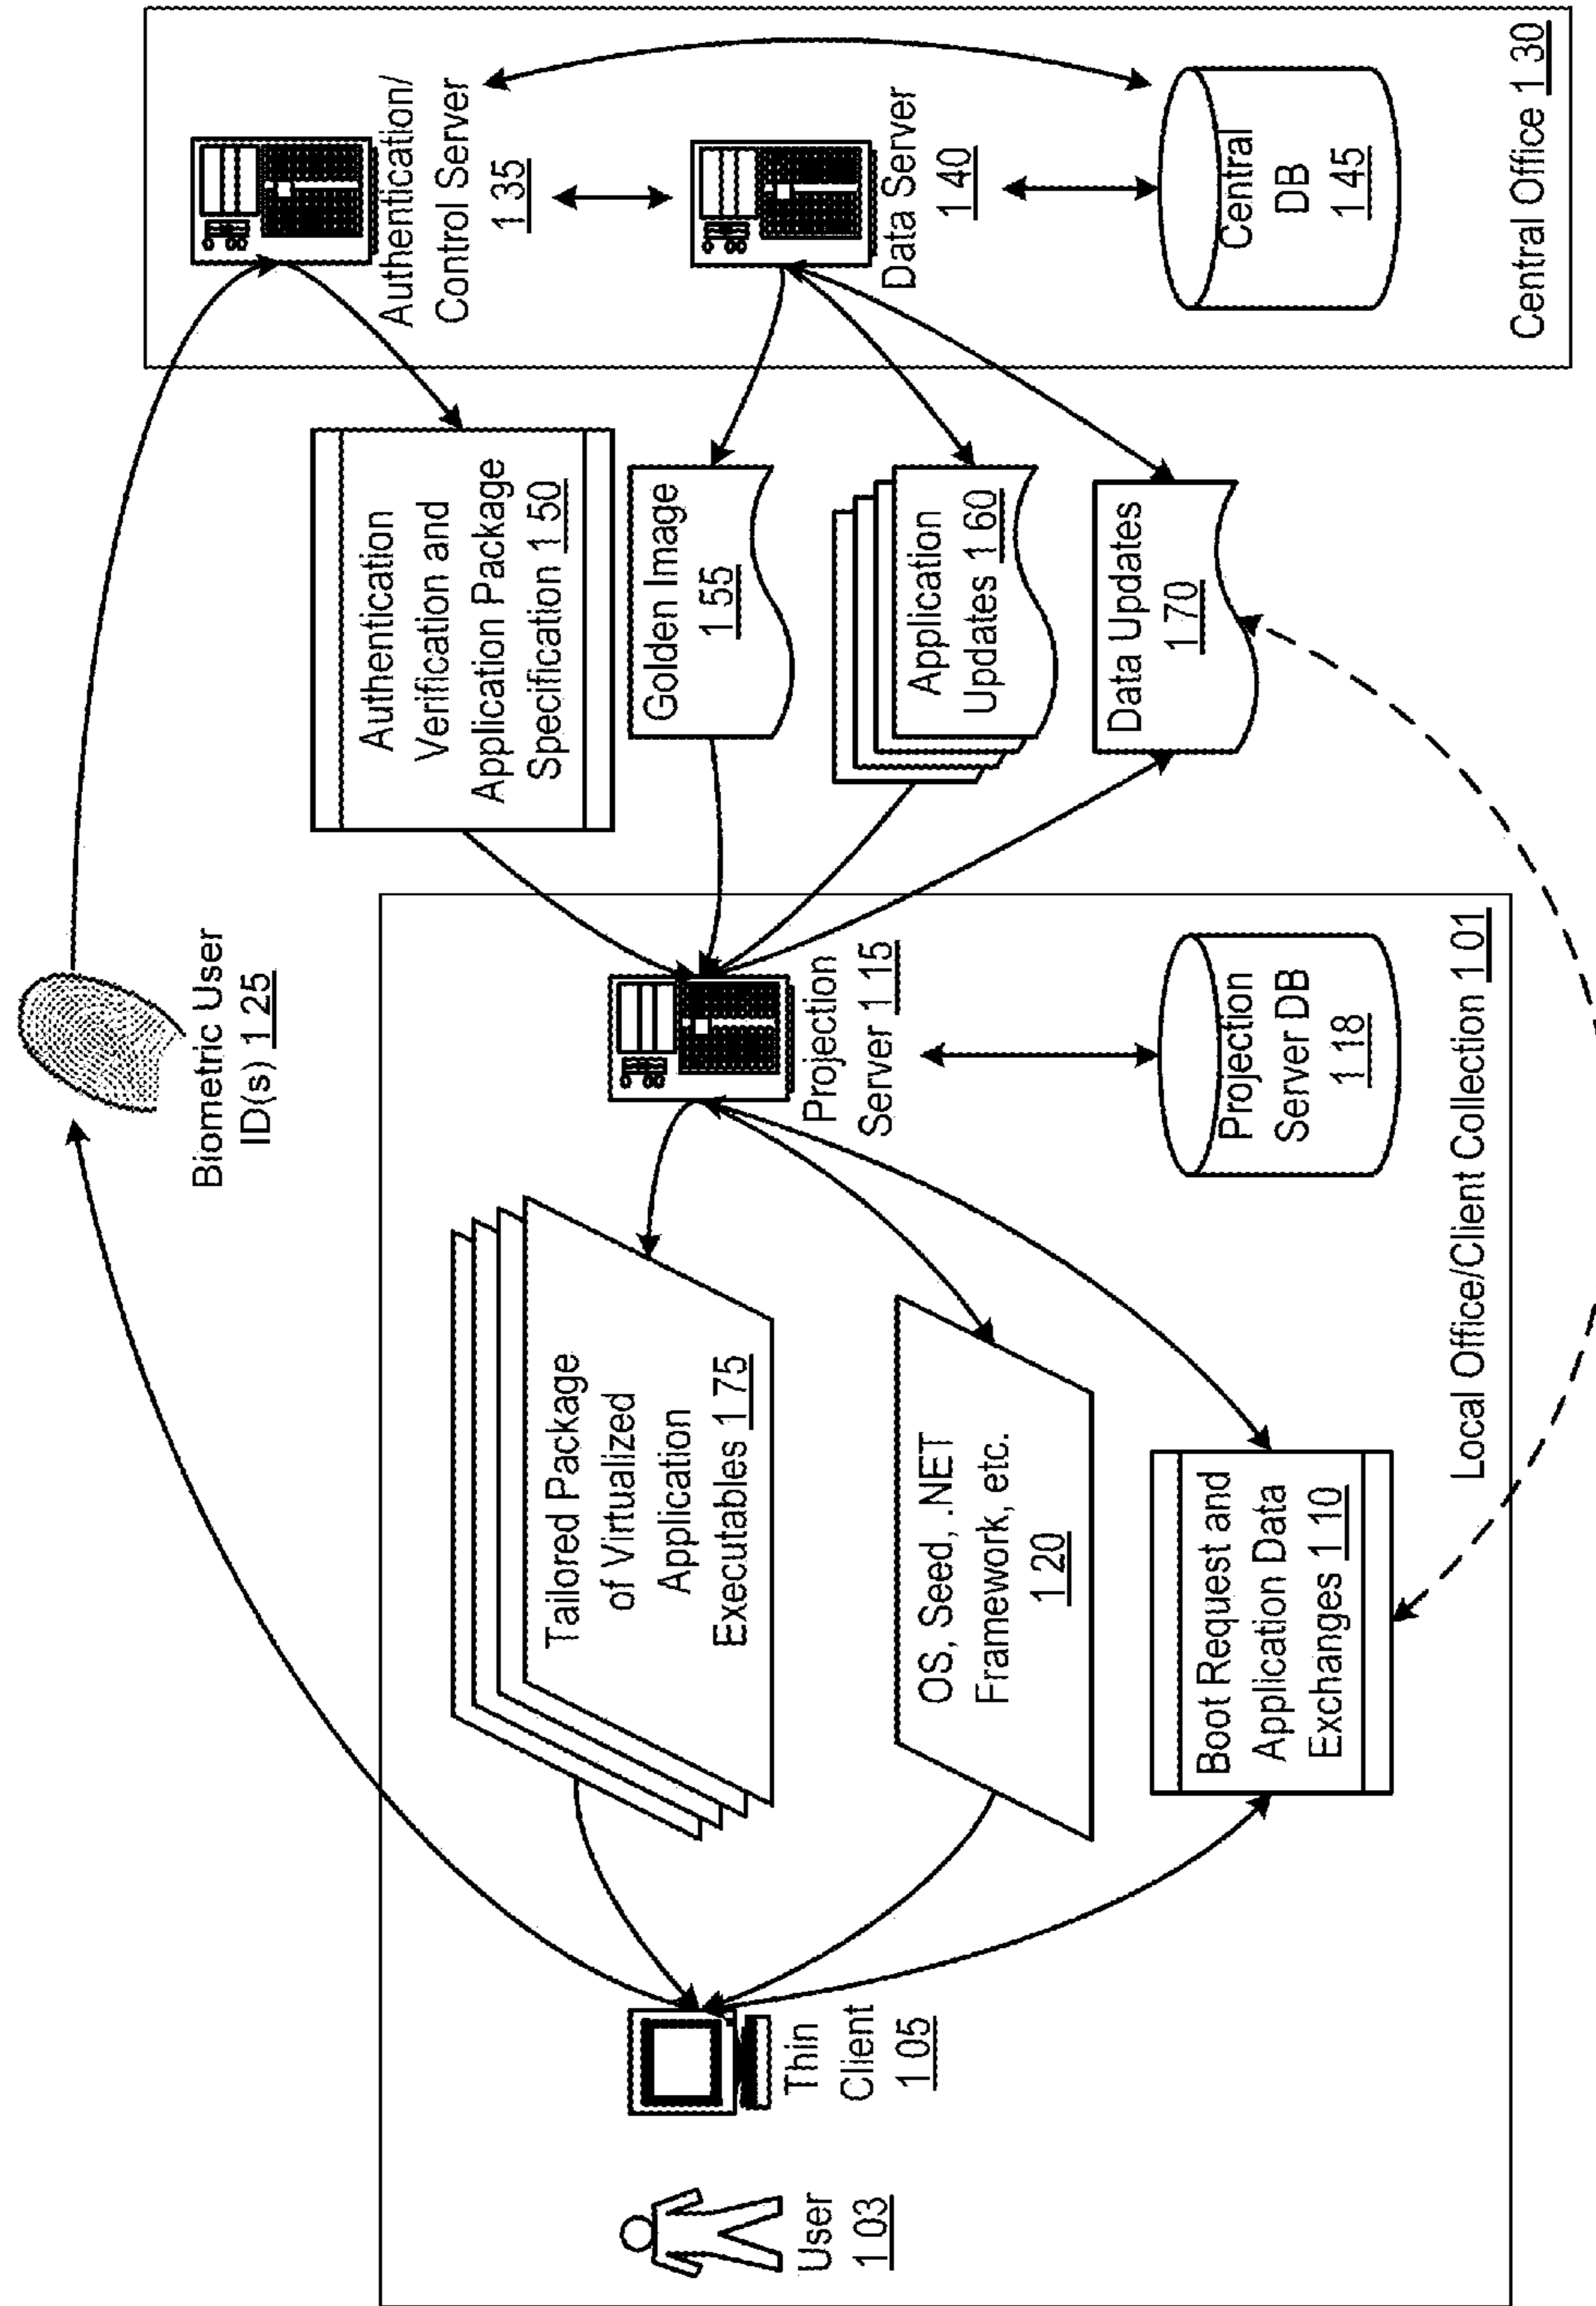 Biometric User
ID(s) 125
Authentication/
Control Server
135
Data Server
140
Central
DB
145
Central Office 130
Authentication
Verification and
Application Package
Specification 150
Golden Image
155
Application
Updates 160
Data Updates
170
Projection
Server 115
Projection
Server DB
118
Local Office/Client Collection 101
Tailored Package
of Virtualized
Application
Executables 175
OS, Seed, .NET
Framework, etc.
120
Boot Request and
Application Data
Exchanges 110
Thin
Client
105
User
103